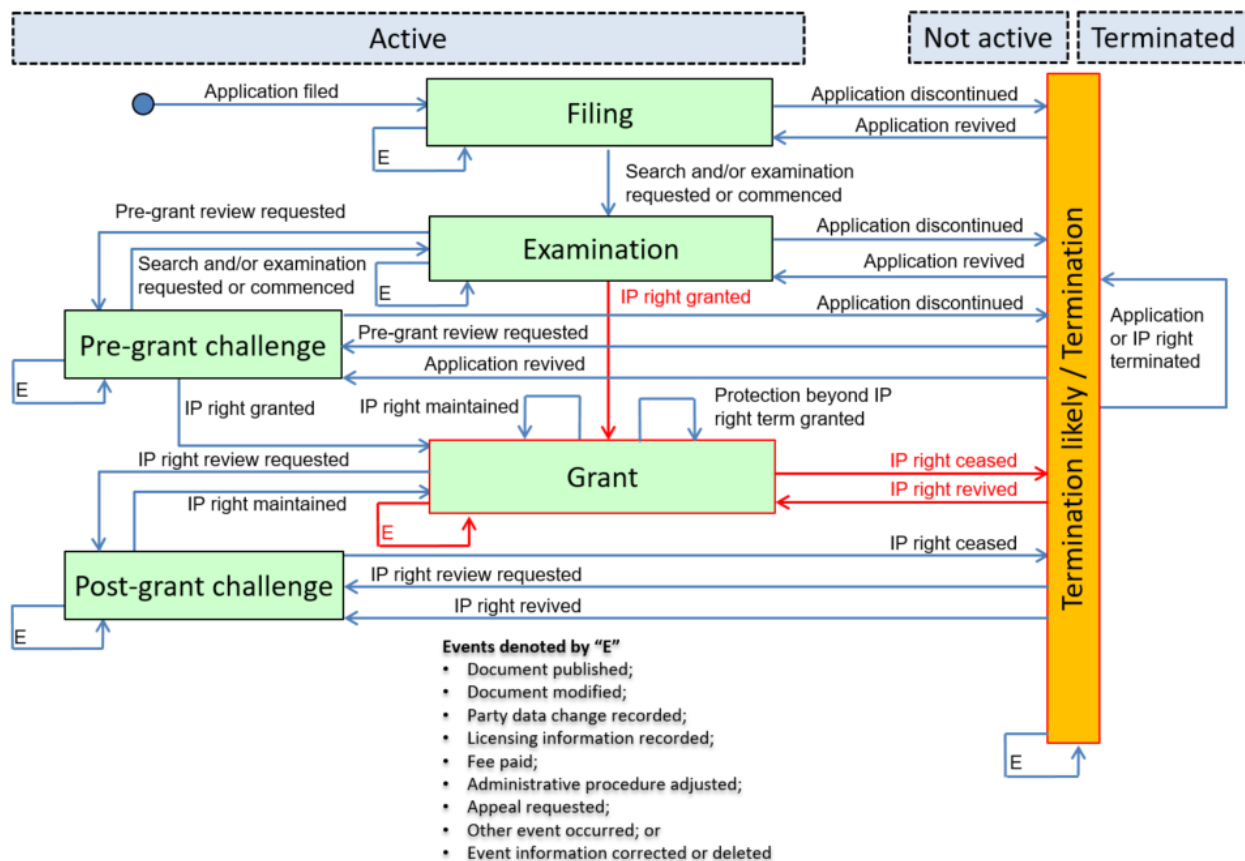 Active
Not active
Terminated
Application filed
Filing
Application discontinued
Application revived
E
Search and/or examination
requested or commenced
Pre-grant review requested
Examination
Application discontinued
Application revived
Search and/or examination
requested or commenced
E
IP right granted
Application discontinued
Application
or IP right
terminated
Pre-grant challenge
Pre-grant review requested
Application revived
E
IP right granted
IP right maintained
Protection beyond IP
right term granted
IP right review requested
Grant
IP right ceased
IP right revived
IP right maintained
E
IP right ceased
Post-grant challenge
IP right review requested
IP right revived
E
Termination likely / Termination
E
Events denoted by “E”
• Document published;
• Document modified;
• Party data change recorded;
• Licensing information recorded;
• Fee paid;
• Administrative procedure adjusted;
• Appeal requested;
• Other event occurred; or
• Event information corrected or deleted